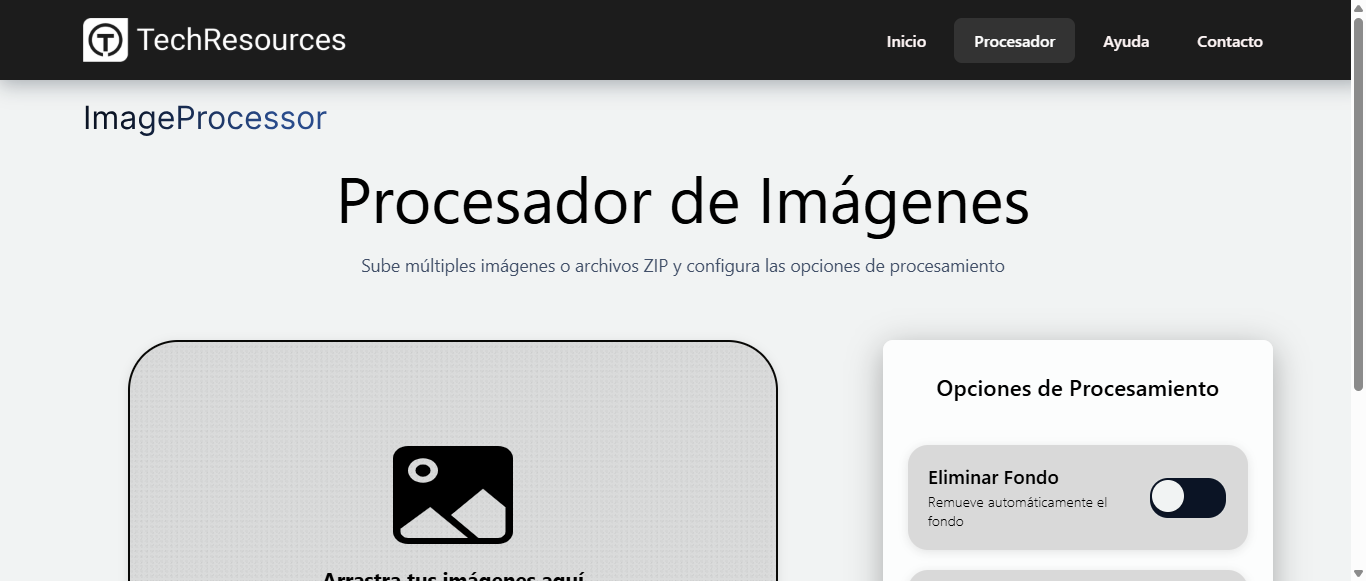 TechResources
Inicio
Procesador
Ayuda
Contacto
ImageProcessor
Procesador de Imágenes
Sube múltiples imágenes o archivos ZIP y configura las opciones de procesamiento
Arrastra tus imágenes aquí
Opciones de Procesamiento
Eliminar Fondo
Remueve automáticamente el
fondo